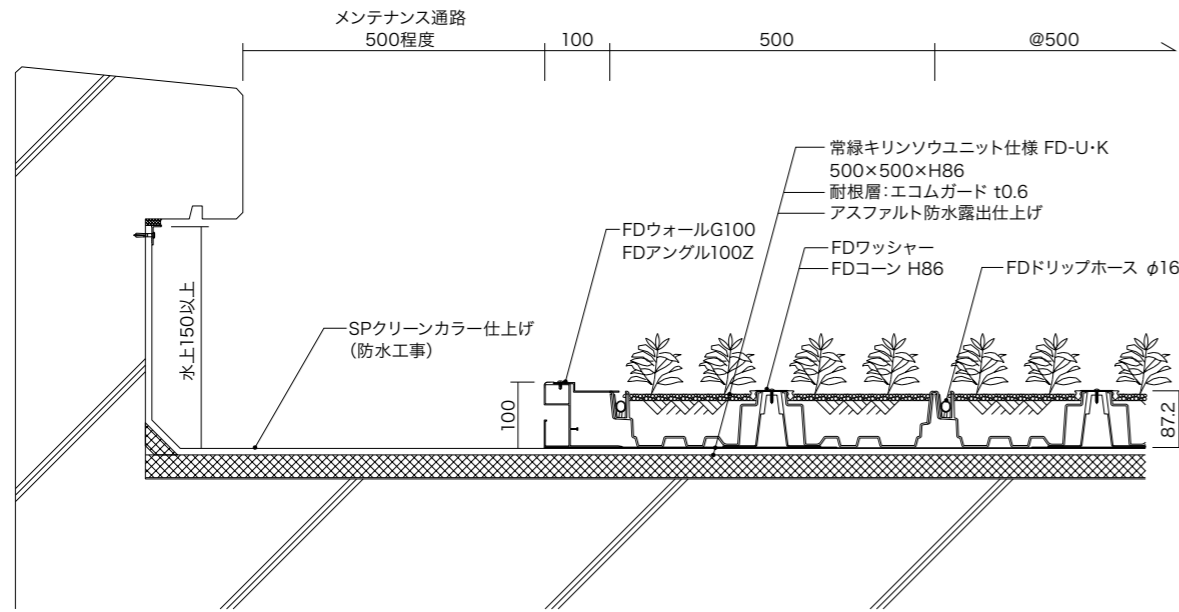 メンテナンス通路
500程度
100
500
@500
常緑キリンソウユニット仕様 FD-U・K
500×500×H86
耐根層:エコムガード t0.6
アスファルト防水露出仕上げ
FDウォールG100
FDアングル100Z
FDワッシャー
FDコーン H86
FDドリップホース φ16
水上150以上
SPクリーンカラー仕上げ
(防水工事)
100
87.2